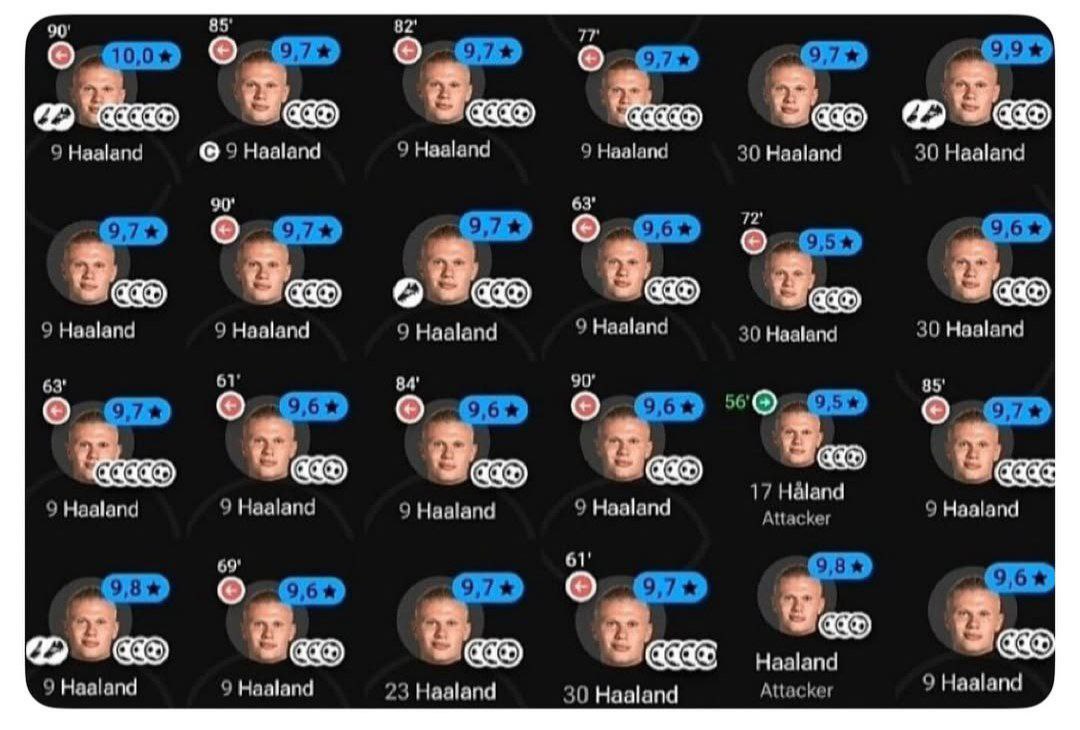 90' 10,0★ 85' 9,7★ 82' 9,7★ 77' 9,7★ 9,7★ 9,9★
9 Haaland C 9 Haaland 9 Haaland 9 Haaland 30 Haaland 30 Haaland
9,7★ 90' 9,7★ 9,7★ 63' 9,6★ 72' 9,5★ 9,6★
9 Haaland 9 Haaland 9 Haaland 9 Haaland 30 Haaland 30 Haaland
63' 9,7★ 61' 9,6★ 84' 9,6★ 90' 9,6★ 56' 9,5★ 85' 9,7★
9 Haaland 9 Haaland 9 Haaland 9 Haaland 17 Håland 9 Haaland
Attacker
9,8★ 69' 9,6★ 9,7★ 61' 9,7★ 9,8★ 9,6★
9 Haaland 9 Haaland 23 Haaland 30 Haaland Haaland 9 Haaland
Attacker